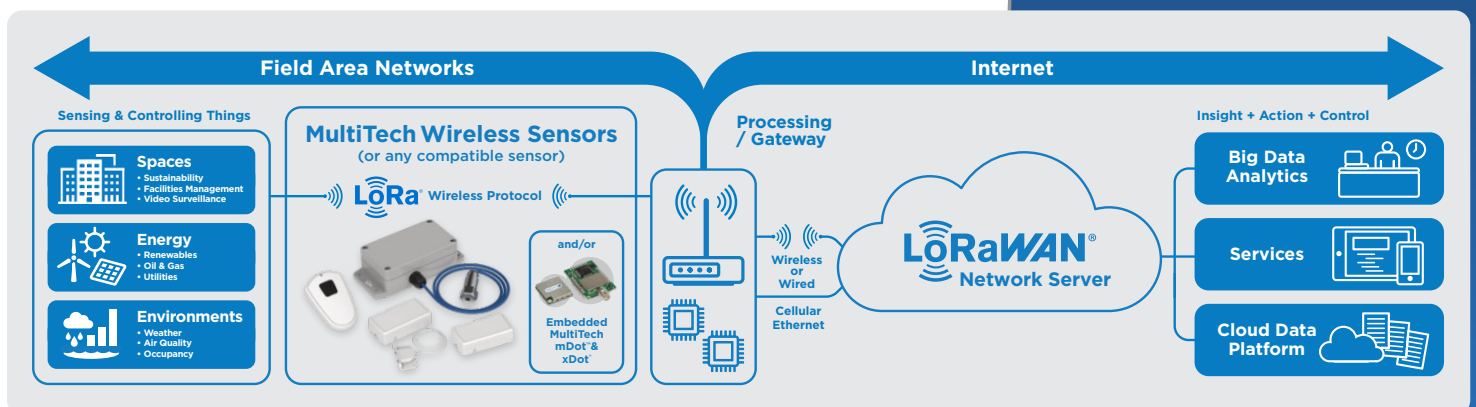 Field Area Networks
Internet
Sensing & Controlling Things
Spaces
• Sustainability
• Facilities Management
• Video Surveillance
Energy
• Renewables
• Oil & Gas
• Utilities
Environments
• Weather
• Air Quality
• Occupancy
MultiTech Wireless Sensors
(or any compatible sensor)
LoRa® Wireless Protocol
and/or
Embedded
MultiTech
mDot™ &
xDot®
Processing
/ Gateway
Wireless
or
Wired
Cellular
Ethernet
LoRaWAN®
Network Server
Insight + Action + Control
Big Data
Analytics
Services
Cloud Data
Platform